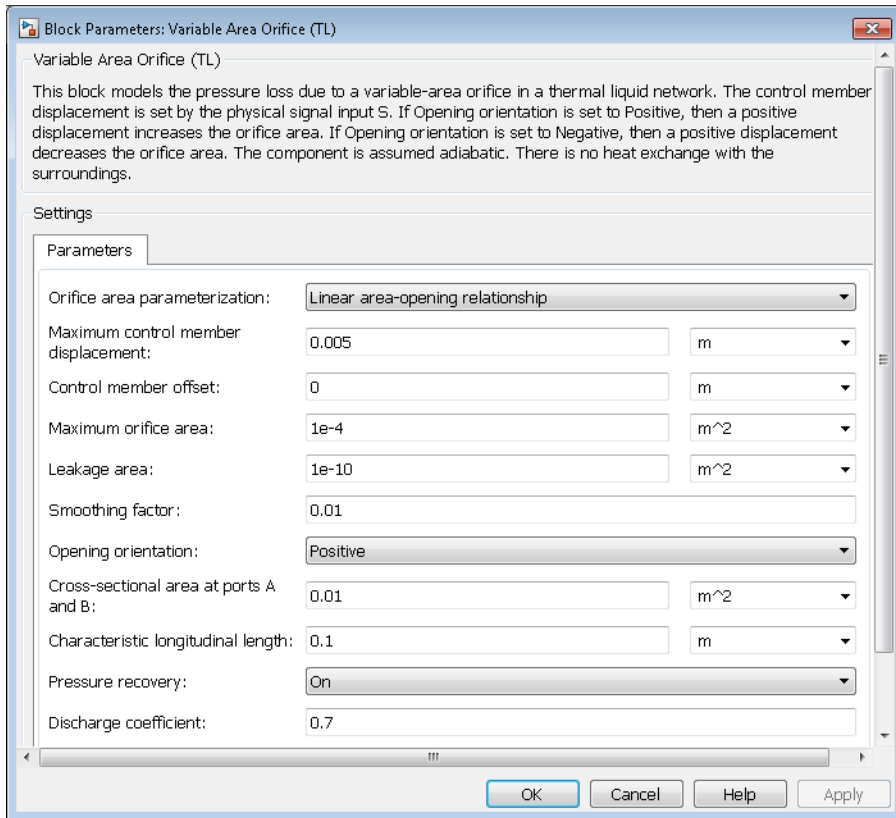 Block Parameters: Variable Area Orifice (TL)
Variable Area Orifice (TL)
This block models the pressure loss due to a variable-area orifice in a thermal liquid network. The control member
displacement is set by the physical signal input S. If Opening orientation is set to Positive, then a positive
displacement increases the orifice area. If Opening orientation is set to Negative, then a positive displacement
decreases the orifice area. The component is assumed adiabatic. There is no heat exchange with the
surroundings.
Settings
Parameters
Orifice area parameterization: Linear area-opening relationship
Maximum control member
displacement: 0.005 m
Control member offset: 0 m
Maximum orifice area: 1e-4 m^2
Leakage area: 1e-10 m^2
Smoothing factor: 0.01
Opening orientation: Positive
Cross-sectional area at ports A
and B: 0.01 m^2
Characteristic longitudinal length: 0.1 m
Pressure recovery: On
Discharge coefficient: 0.7
OK Cancel Help Apply